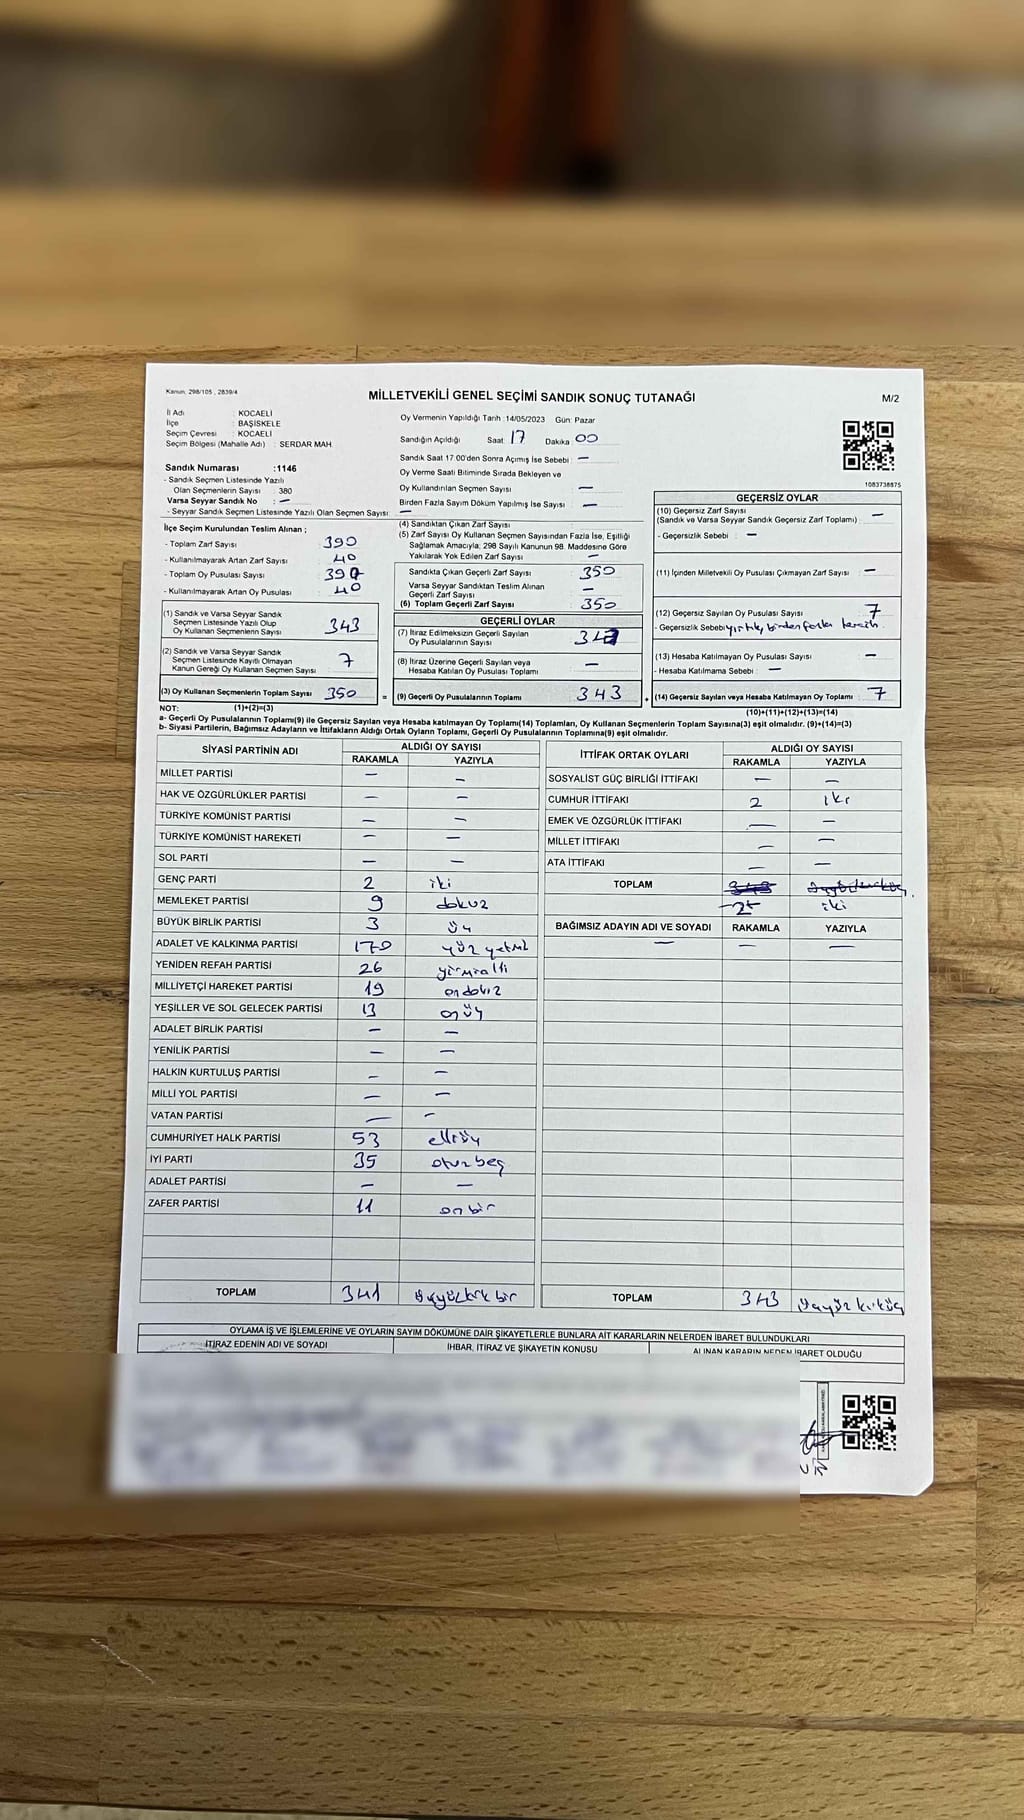 Kanun, 298/105 , 2839/4
MİLLETVEKİLİ GENEL SEÇİMİ SANDIK SONUÇ TUTANAĞI
M/2
İl Adı : KOCAELİ
İlçe : BAŞİSKELE
Seçim Çevresi : KOCAELİ
Seçim Bölgesi (Mahalle Adı) : SERDAR MAH.
Sandık Numarası :1146
- Sandık Seçmen Listesinde Yazılı
Olan Seçmenlerin Sayısı : 380
Varsa Seyyar Sandık No : —
- Seyyar Sandık Seçmen Listesinde Yazılı Olan Seçmen Sayısı : —
Oy Vermenin Yapıldığı Tarih :14/05/2023 Gün: Pazar
Sandığın Açıldığı Saat: 17 Dakika: 00
Sandık Saat 17:00'den Sonra Açımış İse Sebebi : —
Oy Verme Saati Bitiminde Sırada Bekleyen ve
Oy Kullandırılan Seçmen Sayısı : —
Birden Fazla Sayım Döküm Yapılmış İse Sayısı : —
1083738875
İlçe Seçim Kurulundan Teslim Alınan ;
- Toplam Zarf Sayısı : 390
- Kullanılmayarak Artan Zarf Sayısı : 40
- Toplam Oy Pusulası Sayısı : 390
- Kullanılmayarak Artan Oy Pusulası : 40
(1) Sandık ve Varsa Seyyar Sandık
Seçmen Listesinde Yazılı Olup
Oy Kullanan Seçmenlerin Sayısı : 343
(2) Sandık ve Varsa Seyyar Sandık
Seçmen Listesinde Kayıtlı Olmayan
Kanun Gereği Oy Kullanan Seçmen Sayısı : 7
(3) Oy Kullanan Seçmenlerin Toplam Sayısı : 350
(1)+(2)=(3)
(4) Sandıktan Çıkan Zarf Sayısı
(5) Zarf Sayısı Oy Kullanan Seçmen Sayısından Fazla İse, Eşitliği
Sağlamak Amacıyla; 298 Sayılı Kanunun 98. Maddesine Göre
Yakılarak Yok Edilen Zarf Sayısı : —
Sandıkta Çıkan Geçerli Zarf Sayısı : 350
Varsa Seyyar Sandıktan Teslim Alınan
Geçerli Zarf Sayısı : —
(6) Toplam Geçerli Zarf Sayısı : 350
GEÇERLİ OYLAR
(7) İtiraz Edilmeksizin Geçerli Sayılan
Oy Pusulalarının Sayısı : 343
(8) İtiraz Üzerine Geçerli Sayılan veya
Hesaba Katılan Oy Pusulası Toplamı : —
= (9) Geçerli Oy Pusulalarının Toplamı : 343
GEÇERSİZ OYLAR
(10) Geçersiz Zarf Sayısı
(Sandık ve Varsa Seyyar Sandık Geçersiz Zarf Toplamı) : —
- Geçersizlik Sebebi : —
(11) İçinden Milletvekili Oy Pusulası Çıkmayan Zarf Sayısı : —
(12) Geçersiz Sayılan Oy Pusulası Sayısı : 7
- Geçersizlik Sebebi: yırtık, birden fazla tercih
(13) Hesaba Katılmayan Oy Pusulası Sayısı : —
- Hesaba Katılmama Sebebi : —
+ (14) Geçersiz Sayılan veya Hesaba Katılmayan Oy Toplamı : 7
(10)+(11)+(12)+(13)=(14)
NOT:
a- Geçerli Oy Pusulalarının Toplamı(9) ile Geçersiz Sayılan veya Hesaba katılmayan Oy Toplamı(14) Toplamları, Oy Kullanan Seçmenlerin Toplam Sayısına(3) eşit olmalıdır. (9)+(14)=(3)
b- Siyasi Partilerin, Bağımsız Adayların ve İttifakların Aldığı Ortak Oyların Toplamı, Geçerli Oy Pusulalarının Toplamına(9) eşit olmalıdır.
SİYASİ PARTİNİN ADI ALDIĞI OY SAYISI
RAKAMLA YAZIYLA
MİLLET PARTİSİ — —
HAK VE ÖZGÜRLÜKLER PARTİSİ — —
TÜRKİYE KOMÜNİST PARTİSİ — —
TÜRKİYE KOMÜNİST HAREKETİ — —
SOL PARTİ — —
GENÇ PARTİ 2 iki
MEMLEKET PARTİSİ 9 dokuz
BÜYÜK BİRLİK PARTİSİ 3 üç
ADALET VE KALKINMA PARTİSİ 170 yüz yetmiş
YENİDEN REFAH PARTİSİ 26 yirmialtı
MİLLİYETÇİ HAREKET PARTİSİ 19 ondokuz
YEŞİLLER VE SOL GELECEK PARTİSİ 13 onüç
ADALET BİRLİK PARTİSİ — —
YENİLİK PARTİSİ — —
HALKIN KURTULUŞ PARTİSİ — —
MİLLİ YOL PARTİSİ — —
VATAN PARTİSİ — —
CUMHURİYET HALK PARTİSİ 53 elliüç
İYİ PARTİ 35 otuzbeş
ADALET PARTİSİ — —
ZAFER PARTİSİ 11 onbir
TOPLAM 341 üçyüzkırkbir
İTTİFAK ORTAK OYLARI ALDIĞI OY SAYISI
RAKAMLA YAZIYLA
SOSYALİST GÜÇ BİRLİĞİ İTTİFAKI — —
CUMHUR İTTİFAKI 2 iki
EMEK VE ÖZGÜRLÜK İTTİFAKI — —
MİLLET İTTİFAKI — —
ATA İTTİFAKI — —
TOPLAM 343
2 iki
BAĞIMSIZ ADAYIN ADI VE SOYADI RAKAMLA YAZIYLA
— — —
TOPLAM 343 üçyüzkırküç
OYLAMA İŞ VE İŞLEMLERİNE VE OYLARIN SAYIM DÖKÜMÜNE DAİR ŞİKAYETLERLE BUNLARA AİT KARARLARIN NELERDEN İBARET BULUNDUKLARI
İTİRAZ EDENİN ADI VE SOYADI İHBAR, İTİRAZ VE ŞİKAYETİN KONUSU ALINAN KARARIN NEDEN İBARET OLDUĞU